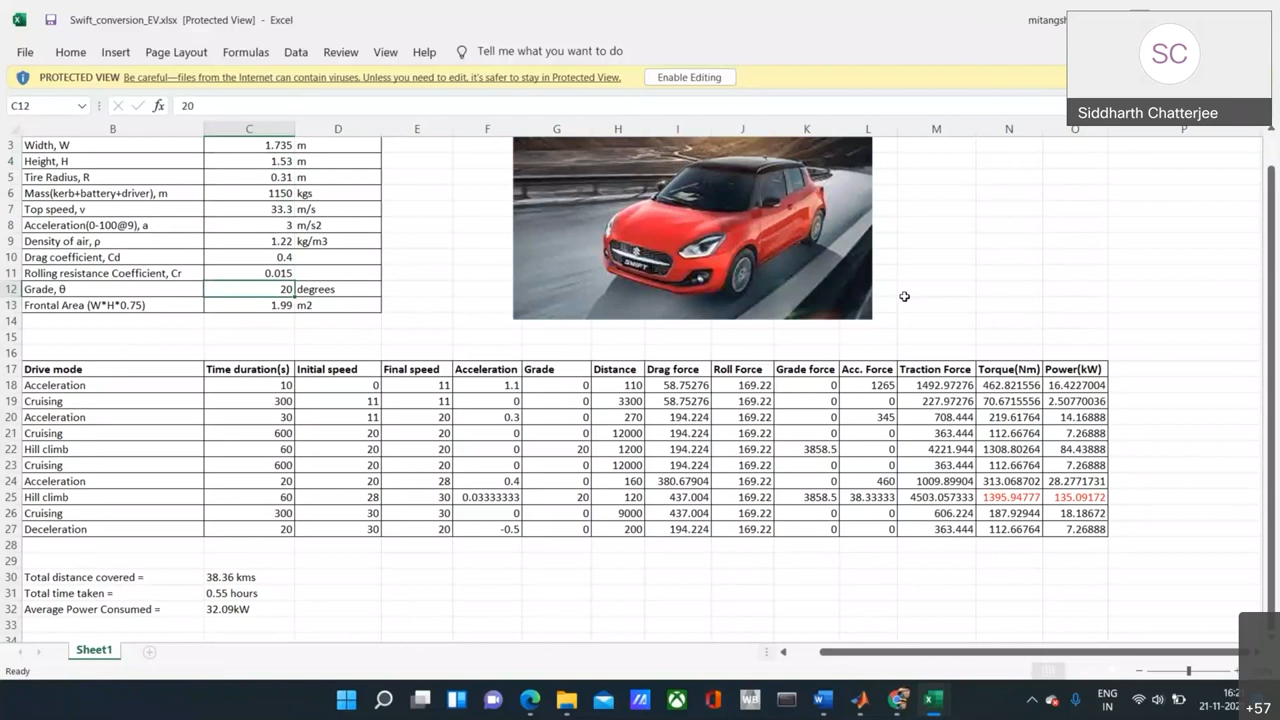 Swift_conversion_EV.xlsx [Protected View] - Excel
mitangsh
SC
Siddharth Chatterjee
File Home Insert Page Layout Formulas Data Review View Help Tell me what you want to do
PROTECTED VIEW Be careful—files from the Internet can contain viruses. Unless you need to edit, it's safer to stay in Protected View. Enable Editing
C12 fx 20
B C D E F G H I J K L M N O P
3 Width, W 1.735 m
4 Height, H 1.53 m
5 Tire Radius, R 0.31 m
6 Mass(kerb+battery+driver), m 1150 kgs
7 Top speed, v 33.3 m/s
8 Acceleration(0-100@9), a 3 m/s2
9 Density of air, ρ 1.22 kg/m3
10 Drag coefficient, Cd 0.4
11 Rolling resistance Coefficient, Cr 0.015
12 Grade, θ 20 degrees
13 Frontal Area (W*H*0.75) 1.99 m2
SWIFT
14
15
16
17 Drive mode Time duration(s) Initial speed Final speed Acceleration Grade Distance Drag force Roll Force Grade force Acc. Force Traction Force Torque(Nm) Power(kW)
18 Acceleration 10 0 11 1.1 0 110 58.75276 169.22 0 1265 1492.97276 462.821556 16.4227004
19 Cruising 300 11 11 0 0 3300 58.75276 169.22 0 0 227.97276 70.6715556 2.50770036
20 Acceleration 30 11 20 0.3 0 270 194.224 169.22 0 345 708.444 219.61764 14.16888
21 Cruising 600 20 20 0 0 12000 194.224 169.22 0 0 363.444 112.66764 7.26888
22 Hill climb 60 20 20 0 20 1200 194.224 169.22 3858.5 0 4221.944 1308.80264 84.43888
23 Cruising 600 20 20 0 0 12000 194.224 169.22 0 0 363.444 112.66764 7.26888
24 Acceleration 20 20 28 0.4 0 160 380.67904 169.22 0 460 1009.89904 313.068702 28.2771731
25 Hill climb 60 28 30 0.03333333 20 120 437.004 169.22 3858.5 38.33333 4503.057333 1395.94777 135.09172
26 Cruising 300 30 30 0 0 9000 437.004 169.22 0 0 606.224 187.92944 18.18672
27 Deceleration 20 30 20 -0.5 0 200 194.224 169.22 0 0 363.444 112.66764 7.26888
28
29
30 Total distance covered = 38.36 kms
31 Total time taken = 0.55 hours
32 Average Power Consumed = 32.09kW
33
34
Sheet1
Ready
ENG
IN
16:2
21-11-202
+57